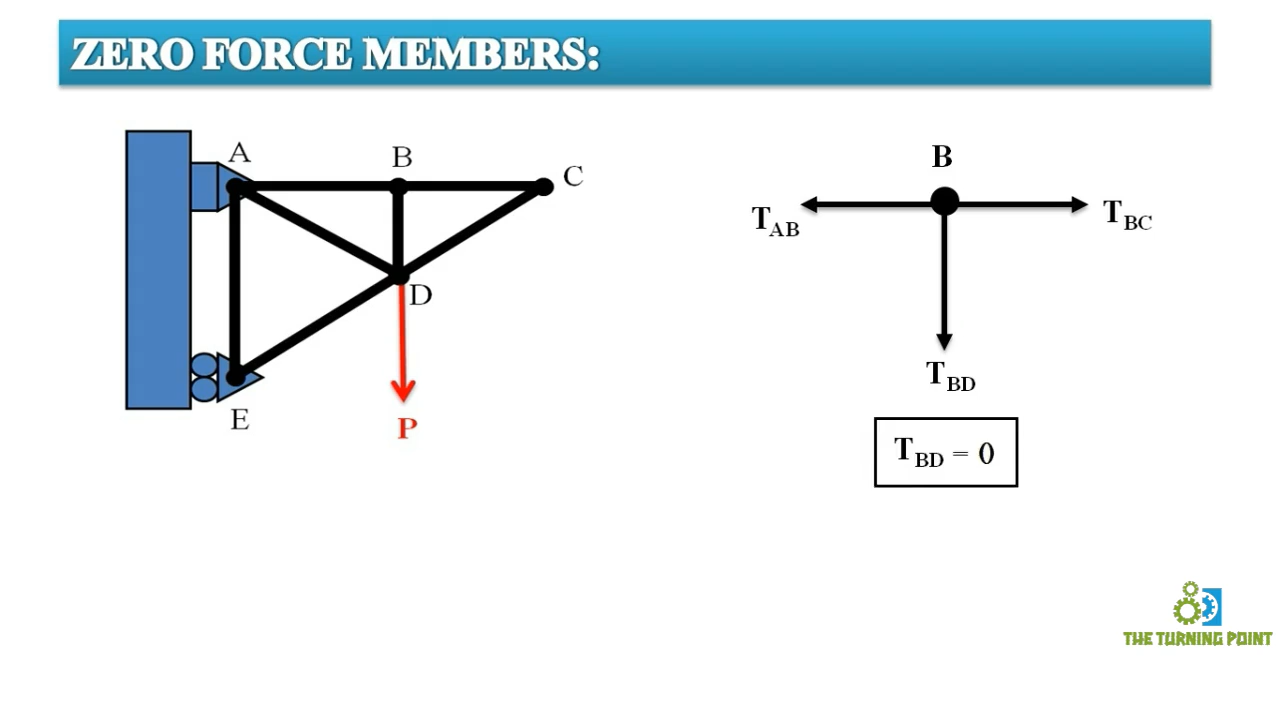 ZERO FORCE MEMBERS:
A
B
C
D
E
P
B
T_AB
T_BC
T_BD
T_BD = 0
THE TURNING POINT